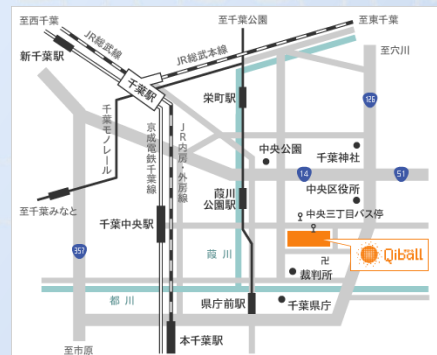 至西千葉
至千葉公園
至東千葉
JR総武線
JR総武本線
至穴川
新千葉駅
千葉駅
栄町駅
126
千葉モノレール
京成電鉄千葉線
JR内房・外房線
中央公園
千葉神社
14
51
中央区役所
至千葉みなと
千葉中央駅
葭川
公園駅
中央三丁目バス停
357
葭川
卍
Qiball
裁判所
都川
県庁前駅
千葉県庁
本千葉駅
至市原